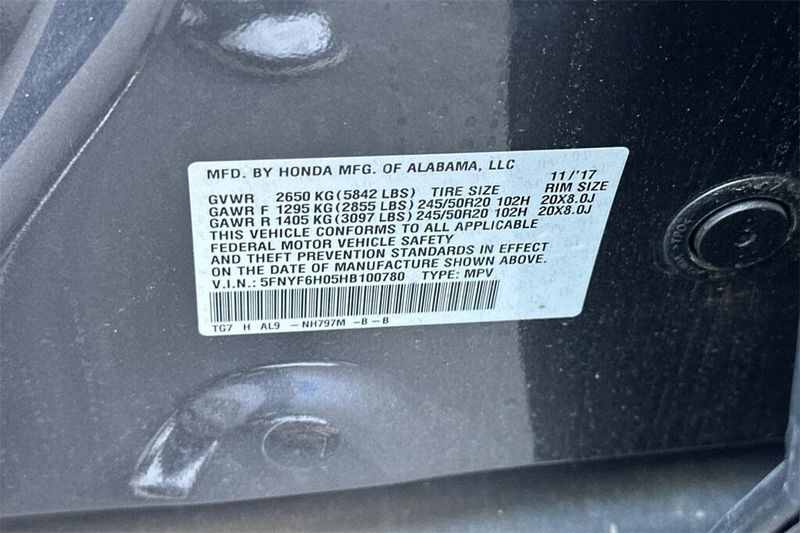 MFD. BY HONDA MFG. OF ALABAMA, LLC 11/'17
GVWR 2650 KG (5842 LBS) TIRE SIZE RIM SIZE
GAWR F 1295 KG (2855 LBS) 245/50R20 102H 20X8.0J
GAWR R 1405 KG (3097 LBS) 245/50R20 102H 20X8.0J
THIS VEHICLE CONFORMS TO ALL APPLICABLE
FEDERAL MOTOR VEHICLE SAFETY
AND THEFT PREVENTION STANDARDS IN EFFECT
ON THE DATE OF MANUFACTURE SHOWN ABOVE.
V.I.N.: 5FNYF6H05HB100780 TYPE: MPV
TG7 H AL9 -NH797M -B-B